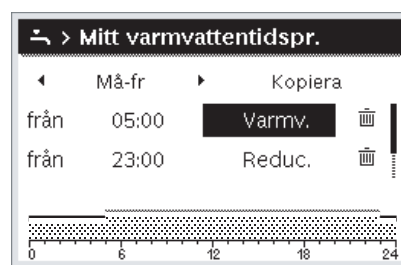 > Mitt varmvattentidspr.
Må-fr Kopiera
från 05:00 Varmv.
från 23:00 Reduc.
0 6 12 18 24